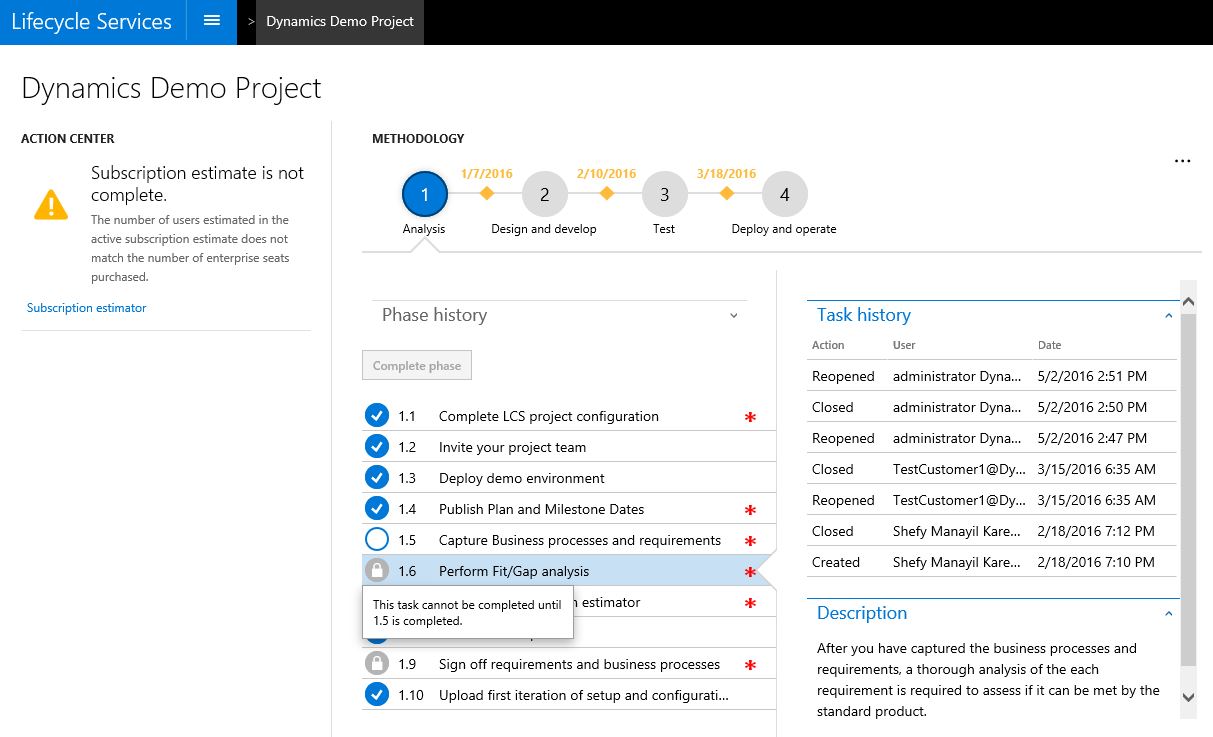 Lifecycle Services
> Dynamics Demo Project
Dynamics Demo Project
ACTION CENTER
Subscription estimate is not
complete.
The number of users estimated in the
active subscription estimate does not
match the number of enterprise seats
purchased.
Subscription estimator
METHODOLOGY
...
1/7/2016 2/10/2016 3/18/2016
1 2 3 4
Analysis Design and develop Test Deploy and operate
Phase history
Complete phase
1.1 Complete LCS project configuration *
1.2 Invite your project team
1.3 Deploy demo environment
1.4 Publish Plan and Milestone Dates *
1.5 Capture Business processes and requirements *
1.6 Perform Fit/Gap analysis *
This task cannot be completed until
1.5 is completed.
estimator *
1.9 Sign off requirements and business processes *
1.10 Upload first iteration of setup and configurati...
Task history
Action User Date
Reopened administrator Dyna... 5/2/2016 2:51 PM
Closed administrator Dyna... 5/2/2016 2:50 PM
Reopened administrator Dyna... 5/2/2016 2:47 PM
Closed TestCustomer1@Dy... 3/15/2016 6:35 AM
Reopened TestCustomer1@Dy... 3/15/2016 6:35 AM
Closed Shefy Manayil Kare... 2/18/2016 7:12 PM
Created Shefy Manayil Kare... 2/18/2016 7:10 PM
Description
After you have captured the business processes and
requirements, a thorough analysis of the each
requirement is required to assess if it can be met by the
standard product.